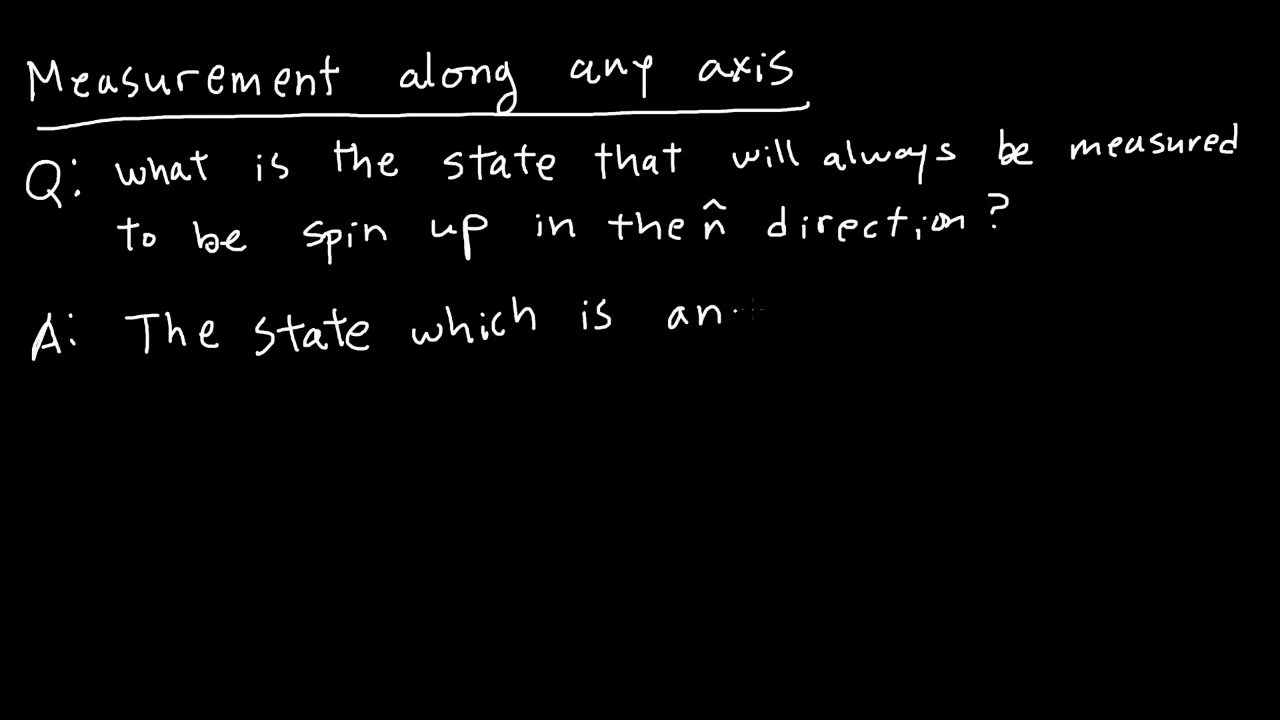 Measurement along any axis
Q: what is the state that will always be measured
to be spin up in the n̂ direction?
A: The state which is an